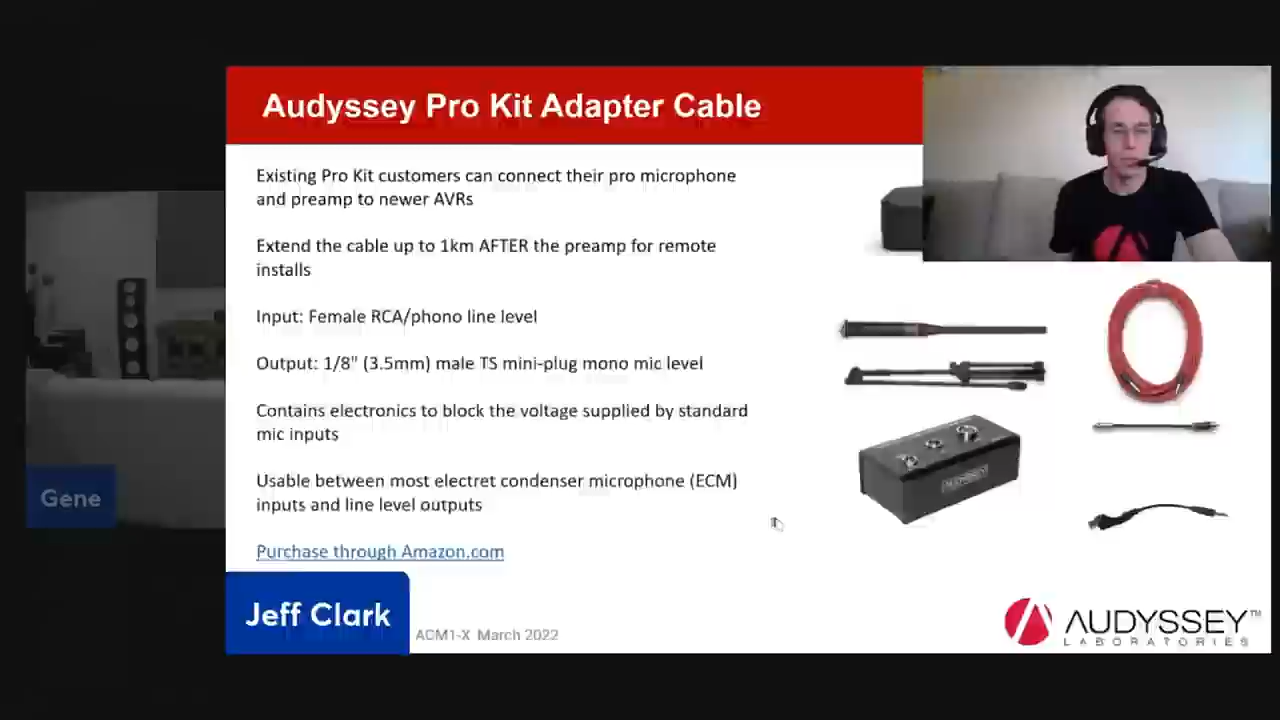 Audyssey Pro Kit Adapter Cable
Existing Pro Kit customers can connect their pro microphone
and preamp to newer AVRs
Extend the cable up to 1km AFTER the preamp for remote
installs
Input: Female RCA/phono line level
Output: 1/8" (3.5mm) male TS mini-plug mono mic level
Contains electronics to block the voltage supplied by standard
mic inputs
Usable between most electret condenser microphone (ECM)
inputs and line level outputs
Purchase through Amazon.com
Gene
Jeff Clark
ACM1-X March 2022
AUDYSSEY™
LABORATORIES